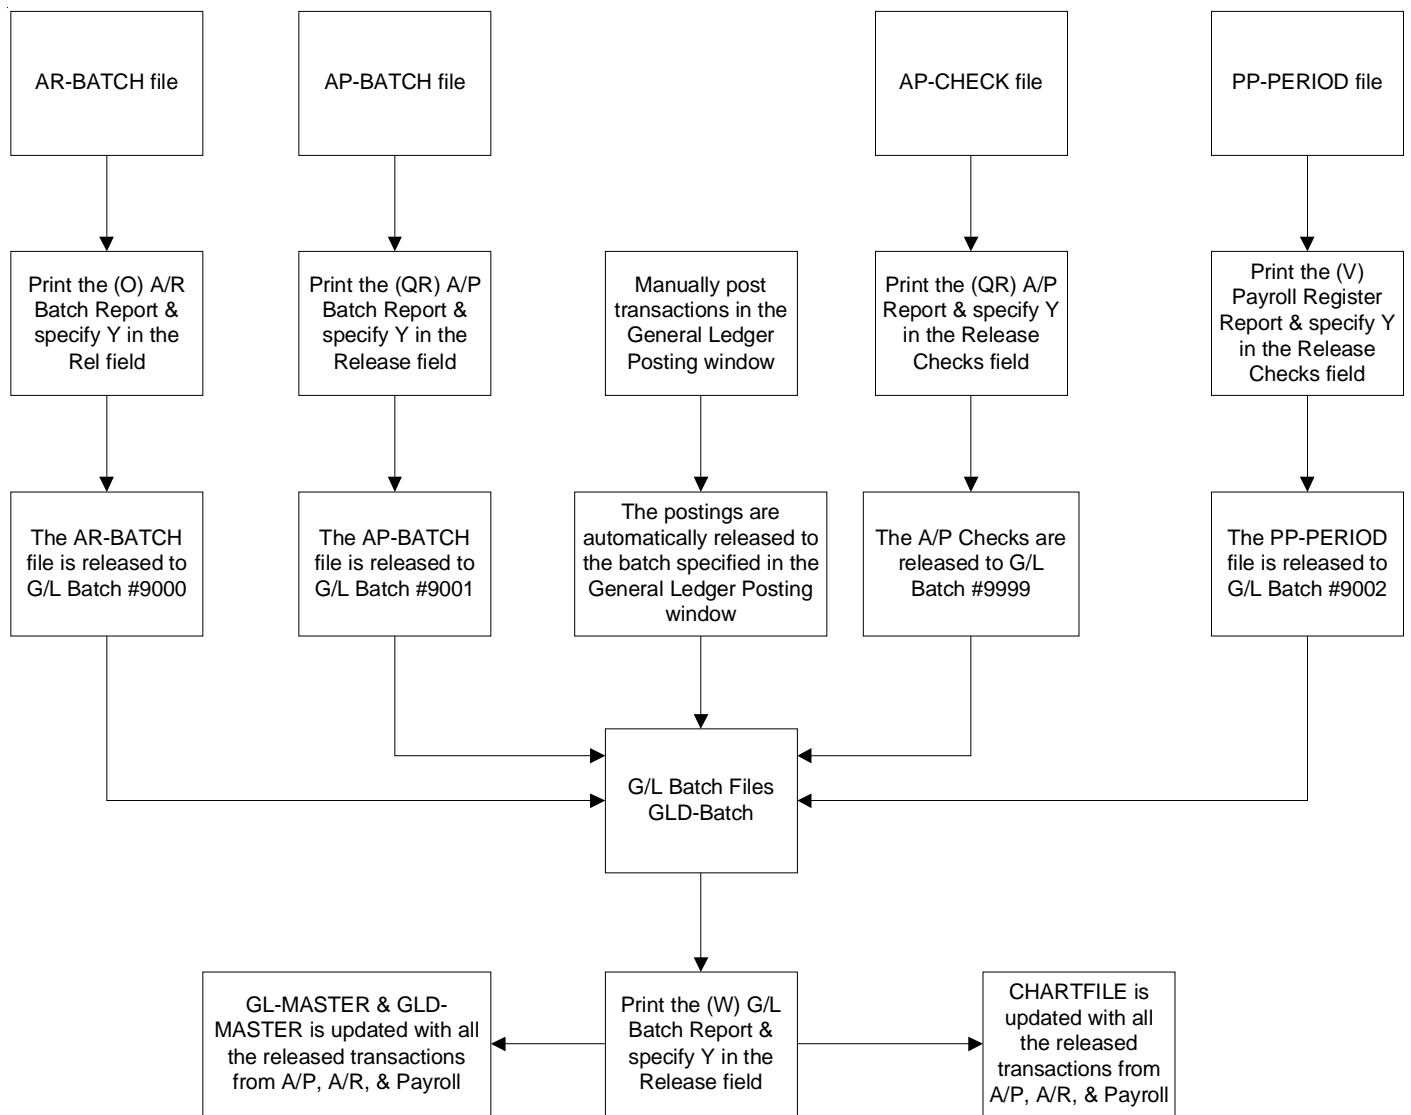 AR-BATCH file
AP-BATCH file
AP-CHECK file
PP-PERIOD file
Print the (O) A/R
Batch Report &
specify Y in the
Rel field
Print the (QR) A/P
Batch Report &
specify Y in the
Release field
Manually post
transactions in the
General Ledger
Posting window
Print the (QR) A/P
Report & specify Y
in the Release
Checks field
Print the (V)
Payroll Register
Report & specify Y
in the Release
Checks field
The AR-BATCH
file is released to
G/L Batch #9000
The AP-BATCH
file is released to
G/L Batch #9001
The postings are
automatically released to
the batch specified in the
General Ledger Posting
window
The A/P Checks are
released to G/L
Batch #9999
The PP-PERIOD
file is released to
G/L Batch #9002
G/L Batch Files
GLD-Batch
GL-MASTER & GLD-
MASTER is updated with all
the released transactions
from A/P, A/R, & Payroll
Print the (W) G/L
Batch Report &
specify Y in the
Release field
CHARTFILE is
updated with all
the released
transactions from
A/P, A/R, & Payroll